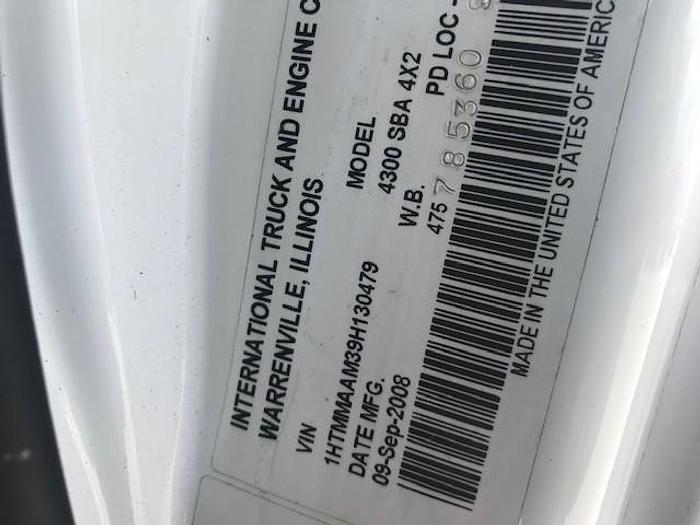 INTERNATIONAL TRUCK AND ENGINE
WARRENVILLE, ILLINOIS
VIN MODEL
1HTMMAAM39H130479 4300 SBA 4X2
DATE MFG. W.B. PD LOC -
09-Sep-2008 475 785360
MADE IN THE UNITED STATES OF AMERIC